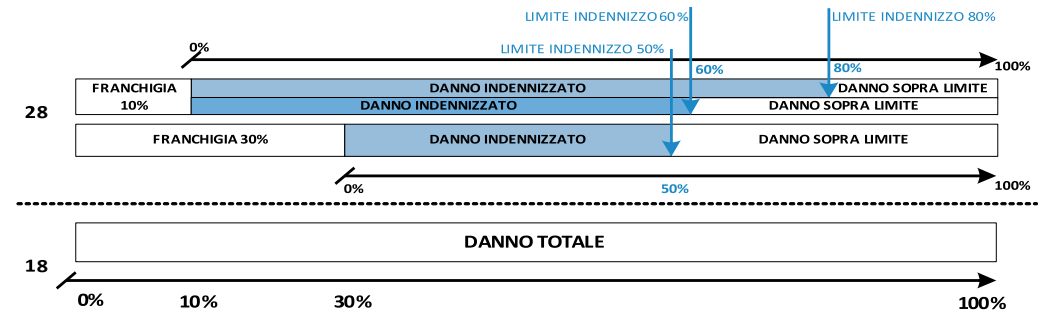 LIMITE INDENNIZZO 60%
LIMITE INDENNIZZO 80%
LIMITE INDENNIZZO 50%
0%
100%
60%
80%
FRANCHIGIA
10%
DANNO INDENNIZZATO
DANNO SOPRA LIMITE
DANNO INDENNIZZATO
DANNO SOPRA LIMITE
28
FRANCHIGIA 30%
DANNO INDENNIZZATO
DANNO SOPRA LIMITE
0%
50%
100%
DANNO TOTALE
18
0%
10%
30%
100%